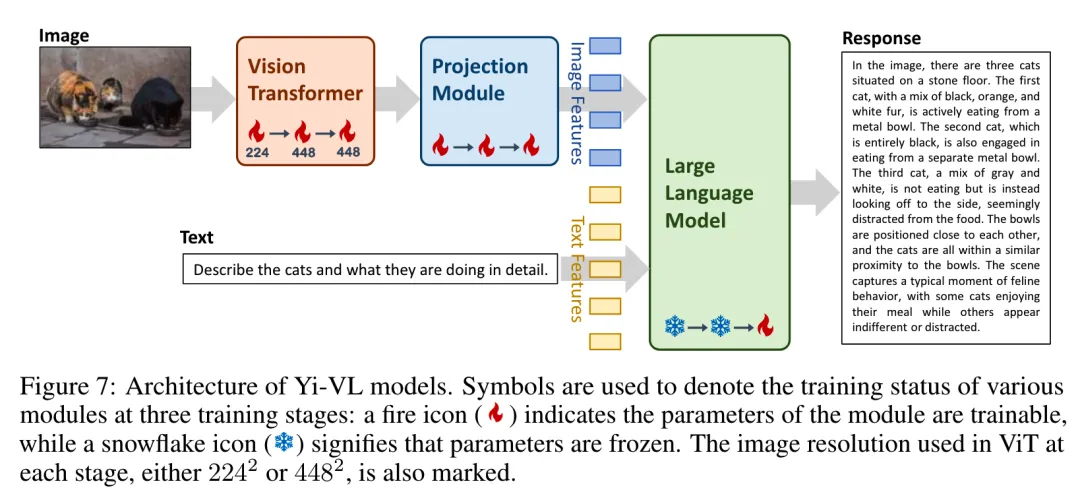 Image
Vision
Transformer
224 448 448
Projection
Module
Image Features
Text Features
Large
Language
Model
Text
Describe the cats and what they are doing in detail.
Response
In the image, there are three cats
situated on a stone floor. The first
cat, with a mix of black, orange, and
white fur, is actively eating from a
metal bowl. The second cat, which
is entirely black, is also engaged in
eating from a separate metal bowl.
The third cat, a mix of gray and
white, is not eating but is instead
looking off to the side, seemingly
distracted from the food. The bowls
are positioned close to each other,
and the cats are all within a similar
proximity to the bowls. The scene
captures a typical moment of feline
behavior, with some cats enjoying
their meal while others appear
indifferent or distracted.
Figure 7: Architecture of Yi-VL models. Symbols are used to denote the training status of various
modules at three training stages: a fire icon (🔥) indicates the parameters of the module are trainable,
while a snowflake icon (❄) signifies that parameters are frozen. The image resolution used in ViT at
each stage, either 224² or 448², is also marked.